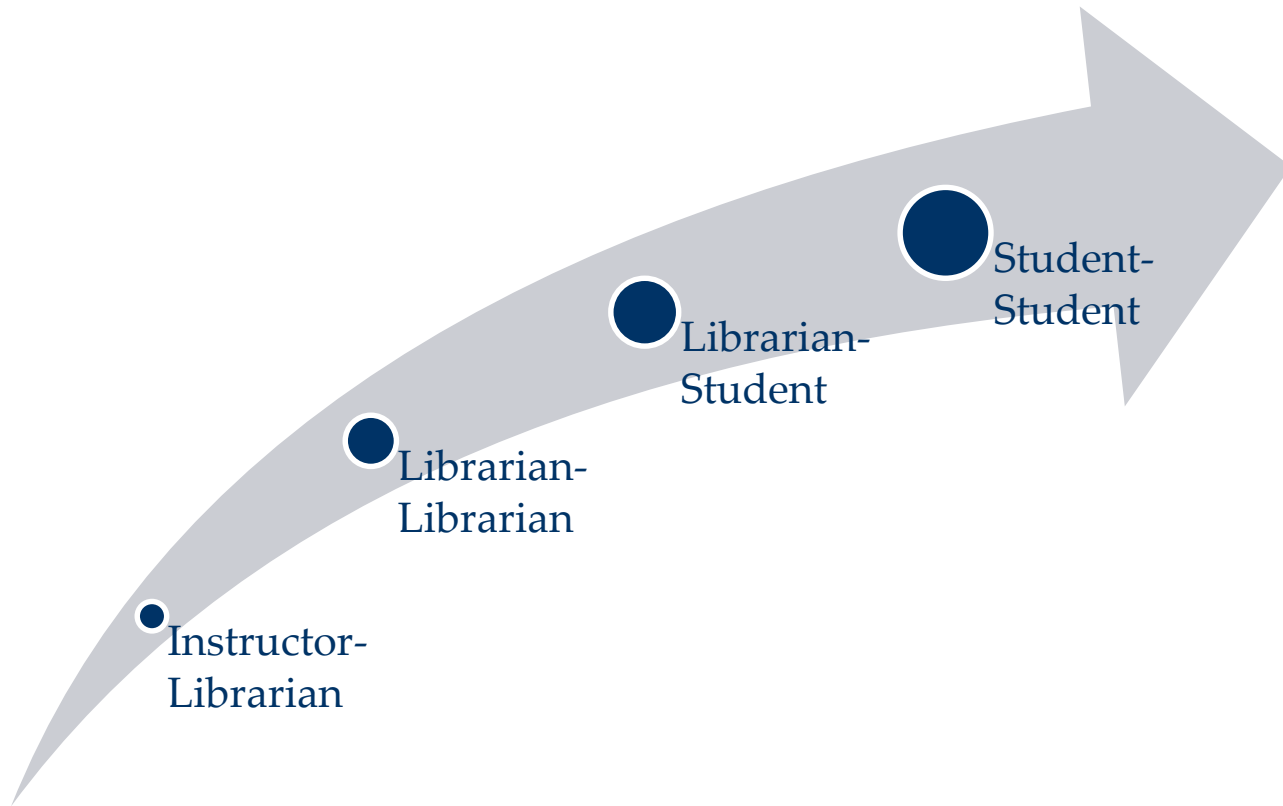 Student-
Student
Librarian-
Student
Librarian-
Librarian
Instructor-
Librarian